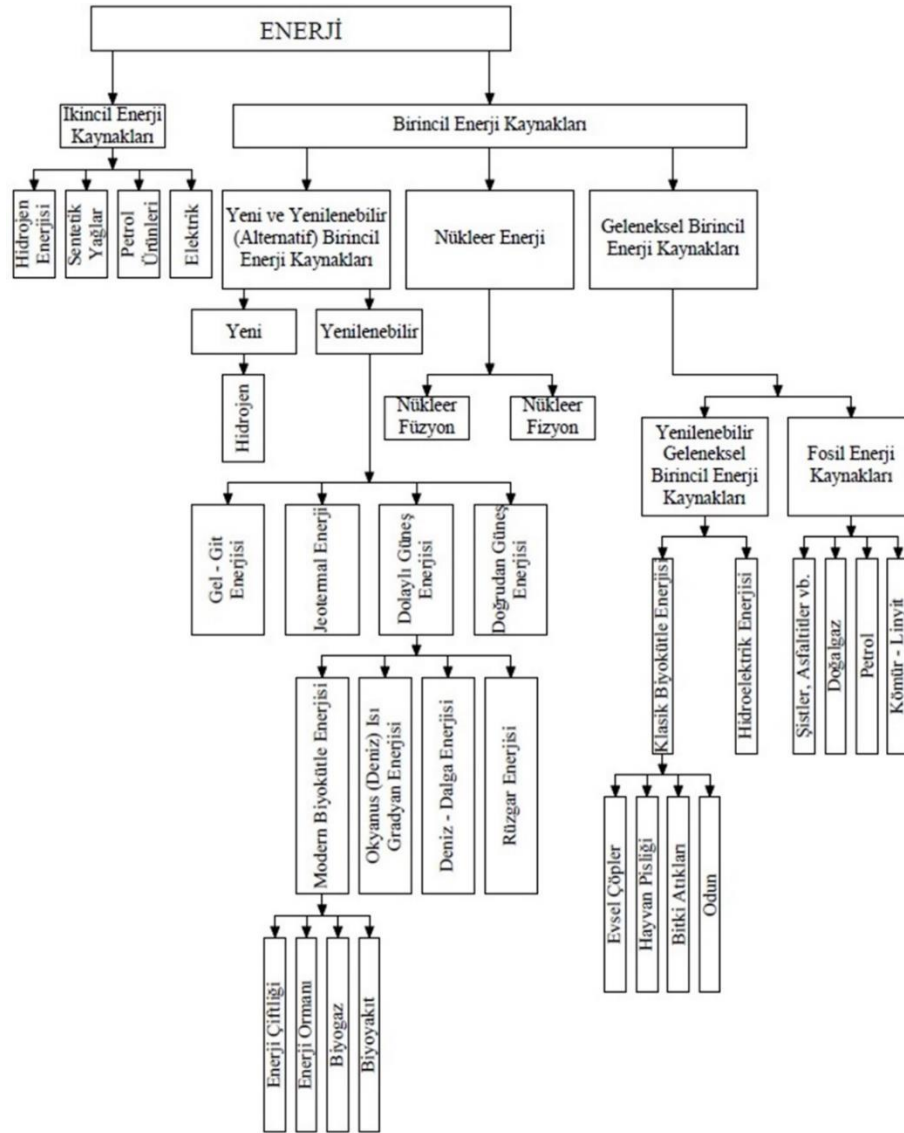 ENERJİ
İkincil Enerji
Kaynakları
Birincil Enerji Kaynakları
Hidrojen
Enerjisi
Sentetik
Yağlar
Petrol
Ürünleri
Elektrik
Yeni ve Yenilenebilir
(Alternatif) Birincil
Enerji Kaynakları
Nükleer Enerji
Geleneksel Birincil
Enerji Kaynakları
Yeni
Yenilenebilir
Hidrojen
Nükleer
Füzyon
Nükleer
Fizyon
Yenilenebilir
Geleneksel
Birincil Enerji
Kaynakları
Fosil Enerji
Kaynakları
Gel - Git
Enerjisi
Jeotermal Enerji
Dolaylı Güneş
Enerjisi
Doğrudan Güneş
Enerjisi
Klasik Biyokütle Enerjisi
Hidroelektrik Enerjisi
Şistler, Asfaltitler vb.
Doğalgaz
Petrol
Kömür - Linyit
Modern Biyokütle Enerjisi
Okyanus (Deniz) Isı
Gradyan Enerjisi
Deniz - Dalga Enerjisi
Rüzgar Enerjisi
Evsel Çöpler
Hayvan Pisliği
Bitki Atıkları
Odun
Enerji Çiftliği
Enerji Ormanı
Biyogaz
Biyoyakıt